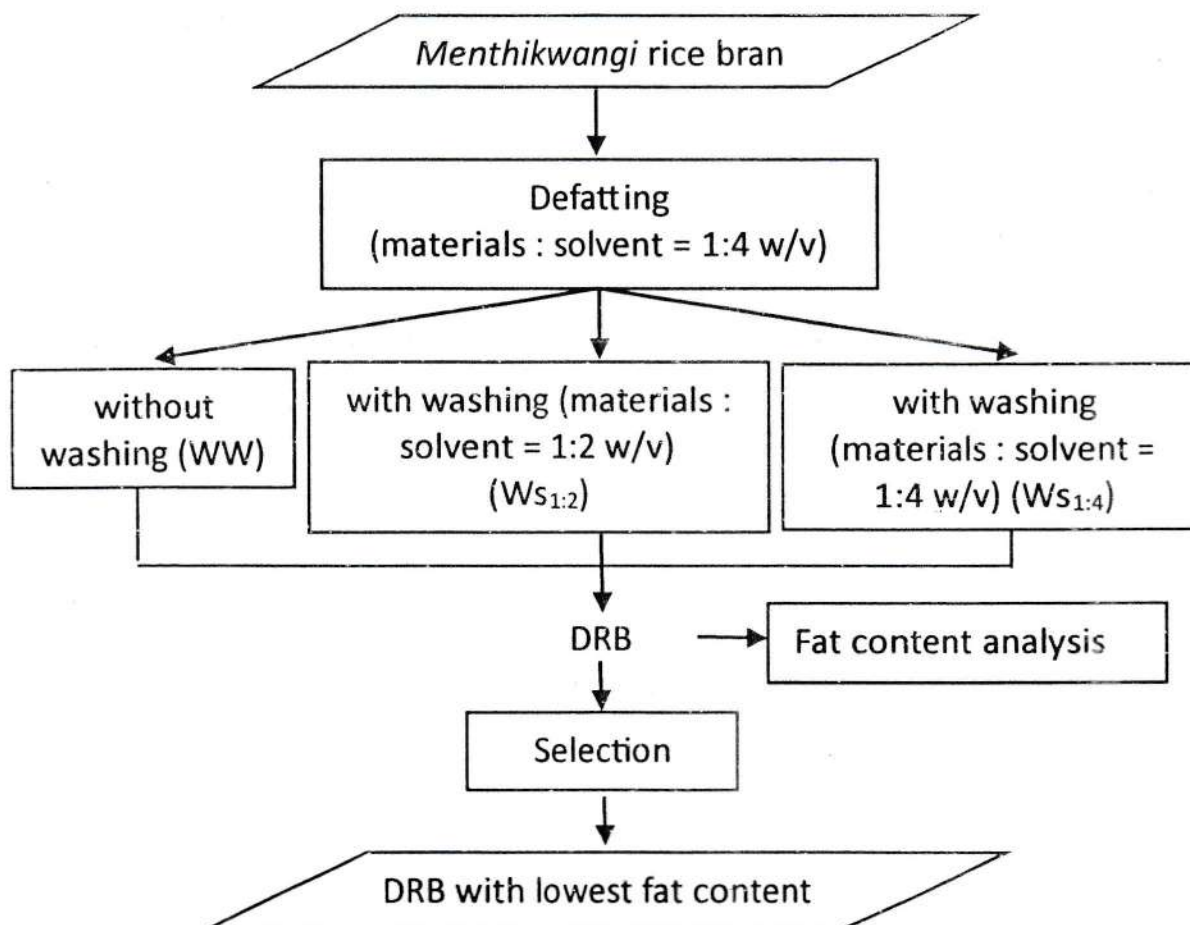 Menthikwangi rice bran
Defatting
(materials : solvent = 1:4 w/v)
without
washing (WW)
with washing (materials :
solvent = 1:2 w/v)
(Ws1:2)
with washing
(materials : solvent =
1:4 w/v) (Ws1:4)
DRB
Fat content analysis
Selection
DRB with lowest fat content